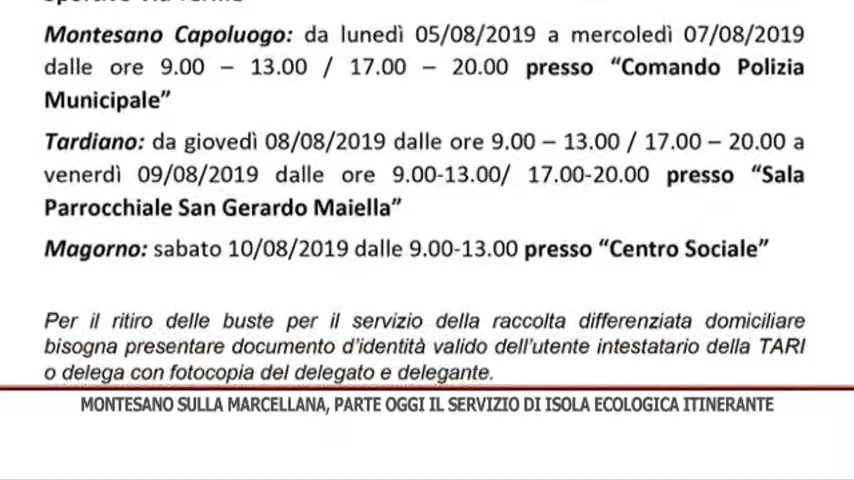 Montesano Capoluogo: da lunedì 05/08/2019 a mercoledì 07/08/2019
dalle ore 9.00 – 13.00 / 17.00 – 20.00 presso “Comando Polizia
Municipale”
Tardiano: da giovedì 08/08/2019 dalle ore 9.00 – 13.00 / 17.00 – 20.00 a
venerdì 09/08/2019 dalle ore 9.00-13.00/ 17.00-20.00 presso “Sala
Parrocchiale San Gerardo Maiella”
Magorno: sabato 10/08/2019 dalle 9.00-13.00 presso “Centro Sociale”
Per il ritiro delle buste per il servizio della raccolta differenziata domiciliare
bisogna presentare documento d’identità valido dell’utente intestatario della TARI
o delega con fotocopia del delegato e delegante.
MONTESANO SULLA MARCELLANA, PARTE OGGI IL SERVIZIO DI ISOLA ECOLOGICA ITINERANTE